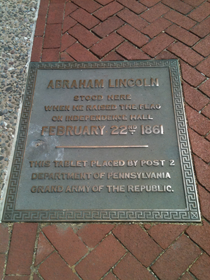 ABRAHAM LINCOLN
STOOD HERE
WHEN HE RAISED THE FLAG
ON INDEPENDENCE HALL
FEBRUARY 22ND 1861
THIS TABLET PLACED BY POST 2
DEPARTMENT OF PENNSYLVANIA
GRAND ARMY OF THE REPUBLIC.